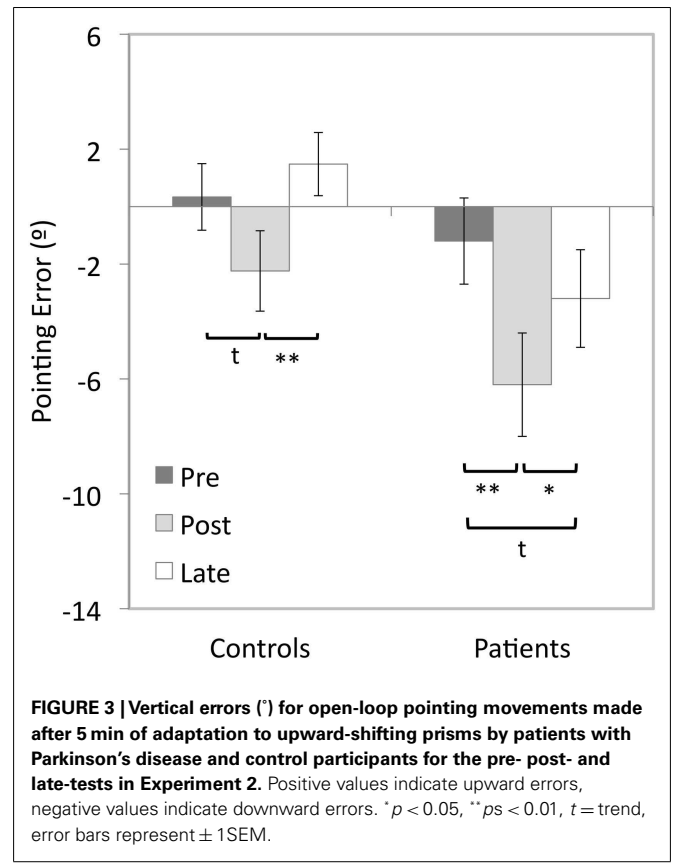 6
2
-2
-6
-10
-14
Pointing Error (º)
t
**
**
*
t
Pre
Post
Late
Controls
Patients
FIGURE 3 | Vertical errors (˚) for open-loop pointing movements made
after 5 min of adaptation to upward-shifting prisms by patients with
Parkinson's disease and control participants for the pre- post- and
late-tests in Experiment 2. Positive values indicate upward errors,
negative values indicate downward errors. *p < 0.05, **ps < 0.01, t = trend,
error bars represent ± 1SEM.